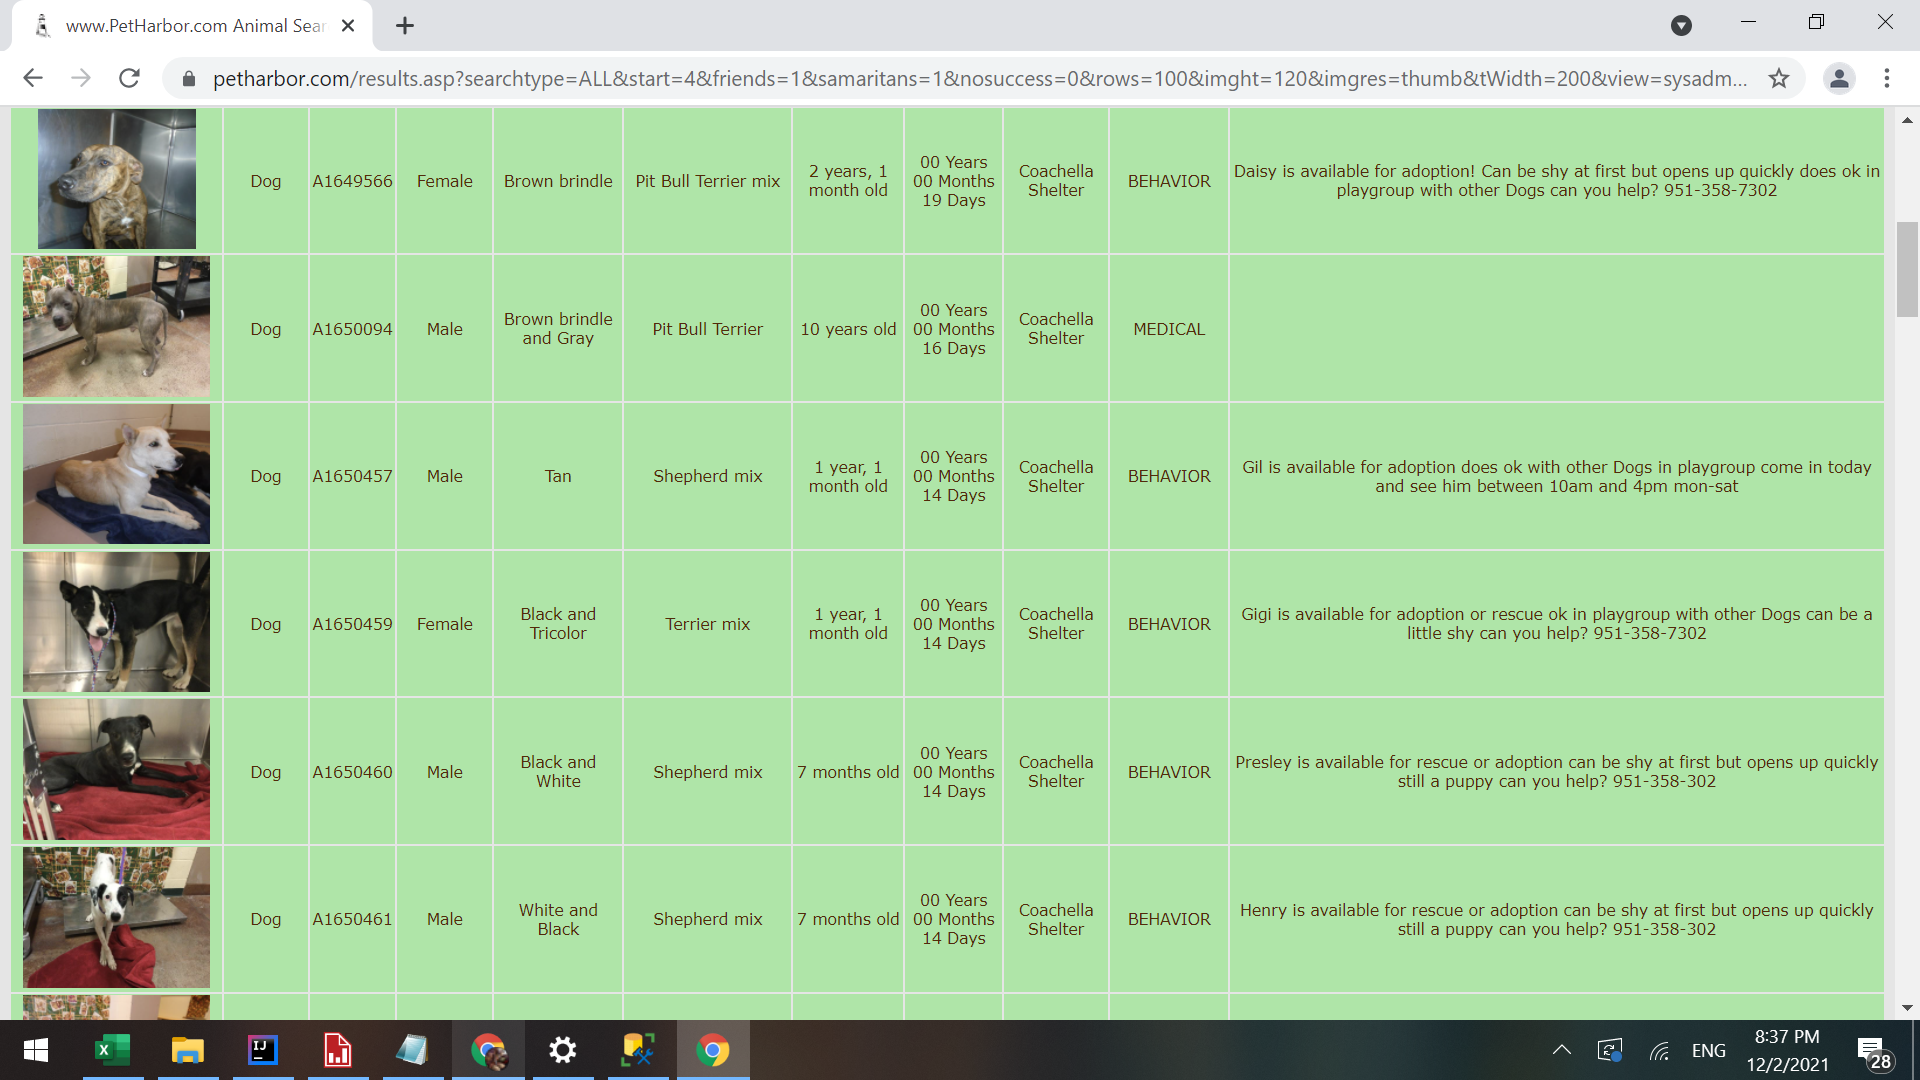 www.PetHarbor.com Animal Sear
petharbor.com/results.asp?searchtype=ALL&start=4&friends=1&samaritans=1&nosuccess=0&rows=100&imght=120&imgres=thumb&tWidth=200&view=sysadm...
Dog
A1649566
Female
Brown brindle
Pit Bull Terrier mix
2 years, 1
month old
00 Years
00 Months
19 Days
Coachella
Shelter
BEHAVIOR
Daisy is available for adoption! Can be shy at first but opens up quickly does ok in
playgroup with other Dogs can you help? 951-358-7302
Dog
A1650094
Male
Brown brindle
and Gray
Pit Bull Terrier
10 years old
00 Years
00 Months
16 Days
Coachella
Shelter
MEDICAL
Dog
A1650457
Male
Tan
Shepherd mix
1 year, 1
month old
00 Years
00 Months
14 Days
Coachella
Shelter
BEHAVIOR
Gil is available for adoption does ok with other Dogs in playgroup come in today
and see him between 10am and 4pm mon-sat
Dog
A1650459
Female
Black and
Tricolor
Terrier mix
1 year, 1
month old
00 Years
00 Months
14 Days
Coachella
Shelter
BEHAVIOR
Gigi is available for adoption or rescue ok in playgroup with other Dogs can be a
little shy can you help? 951-358-7302
Dog
A1650460
Male
Black and
White
Shepherd mix
7 months old
00 Years
00 Months
14 Days
Coachella
Shelter
BEHAVIOR
Presley is available for rescue or adoption can be shy at first but opens up quickly
still a puppy can you help? 951-358-302
Dog
A1650461
Male
White and
Black
Shepherd mix
7 months old
00 Years
00 Months
14 Days
Coachella
Shelter
BEHAVIOR
Henry is available for rescue or adoption can be shy at first but opens up quickly
still a puppy can you help? 951-358-302
X
IJ
ENG
8:37 PM
12/2/2021
28